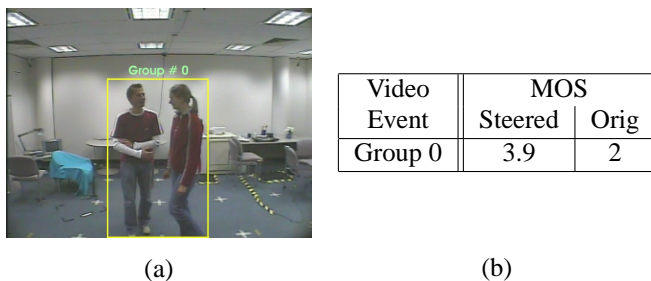 Group # 0
Video MOS
Event Steered Orig
Group 0 3.9 2
(a) (b)